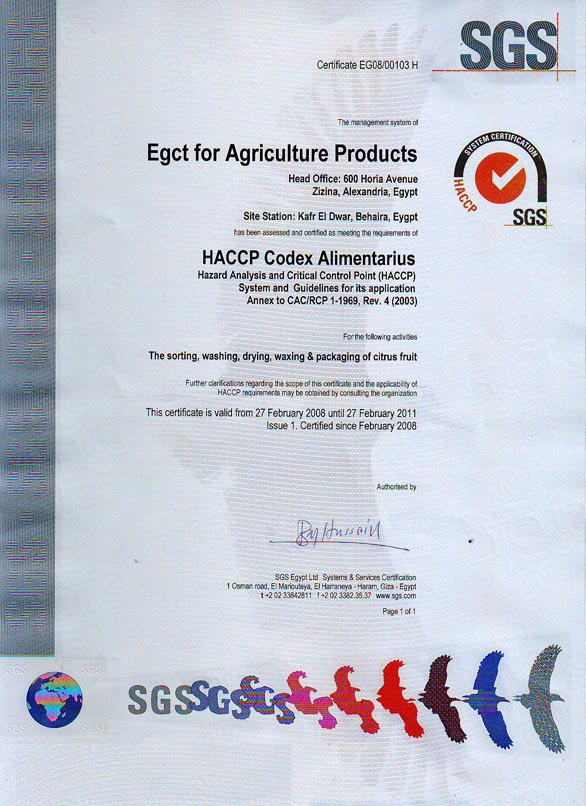 SGS
Certificate EG08/00103 H
The management system of
Egct for Agriculture Products
Head Office: 600 Horia Avenue
Zizina, Alexandria, Egypt
SYSTEM CERTIFICATION
HACCP
SGS
Site Station: Kafr El Dwar, Behaira, Eygpt
has been assessed and certified as meeting the requirements of
HACCP Codex Alimentarius
Hazard Analysis and Critical Control Point (HACCP)
System and Guidelines for its application
Annex to CAC/RCP 1-1969, Rev. 4 (2003)
For the following activities
The sorting, washing, drying, waxing & packaging of citrus fruit
Further clarifications regarding the scope of this certificate and the applicability of
HACCP requirements may be obtained by consulting the organization
This certificate is valid from 27 February 2008 until 27 February 2011
Issue 1. Certified since February 2008
Authorised by
SGS Egypt Ltd Systems & Services Certification
1 Osman road, El Mariouteya, El Harraneya - Haram, Giza - Egypt
t +2 02 33842811 f +2 02 3382.35.37 www.sgs.com
Page 1 of 1
SGS SGS
SGS SGS SGS
SGS SGS